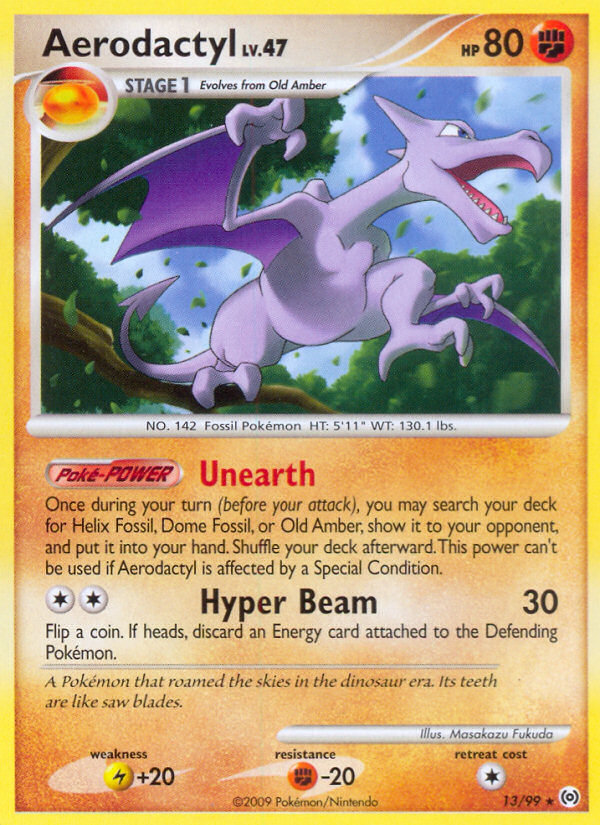 Aerodactyl LV.47 HP 80
STAGE 1 Evolves from Old Amber
NO. 142 Fossil Pokémon HT: 5'11" WT: 130.1 lbs.
Poké-POWER Unearth
Once during your turn (before your attack), you may search your deck
for Helix Fossil, Dome Fossil, or Old Amber, show it to your opponent,
and put it into your hand. Shuffle your deck afterward. This power can't
be used if Aerodactyl is affected by a Special Condition.
Hyper Beam 30
Flip a coin. If heads, discard an Energy card attached to the Defending
Pokémon.
A Pokémon that roamed the skies in the dinosaur era. Its teeth
are like saw blades.
Illus. Masakazu Fukuda
weakness resistance retreat cost
+20 -20
©2009 Pokémon/Nintendo 13/99 ★